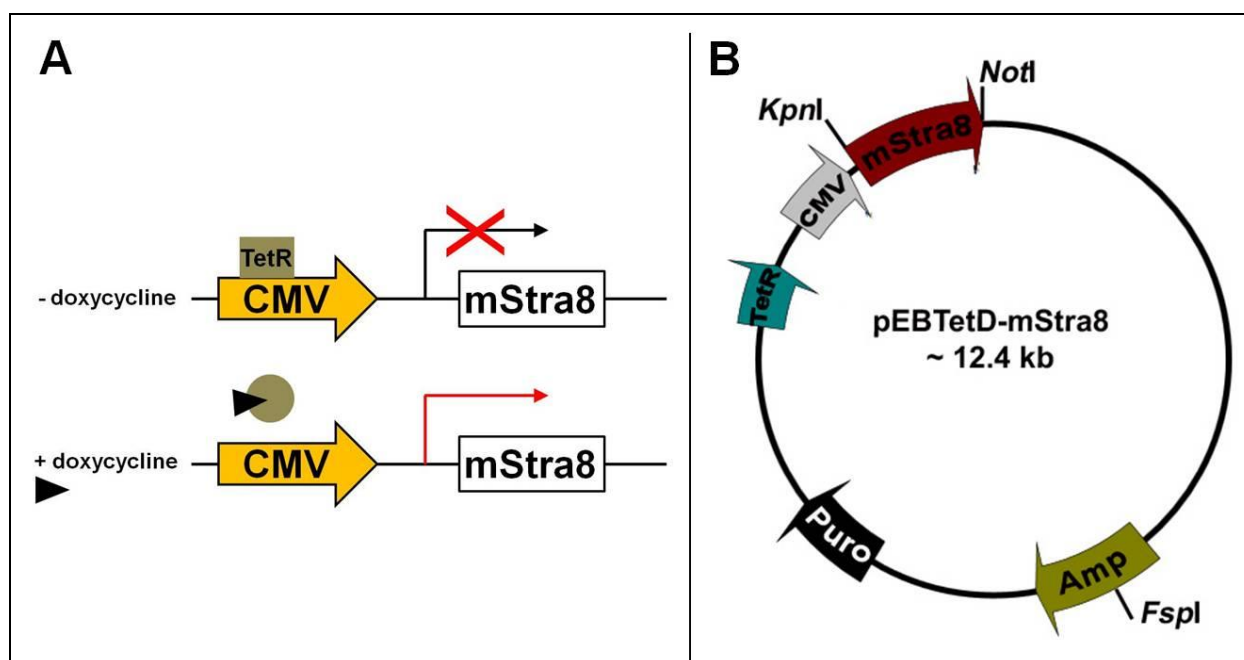 A
TetR
- doxycycline
CMV
mStra8
+ doxycycline
CMV
mStra8
B
NotI
KpnI
mStra8
CMV
TetR
pEBTetD-mStra8
~ 12.4 kb
Puro
Amp
FspI